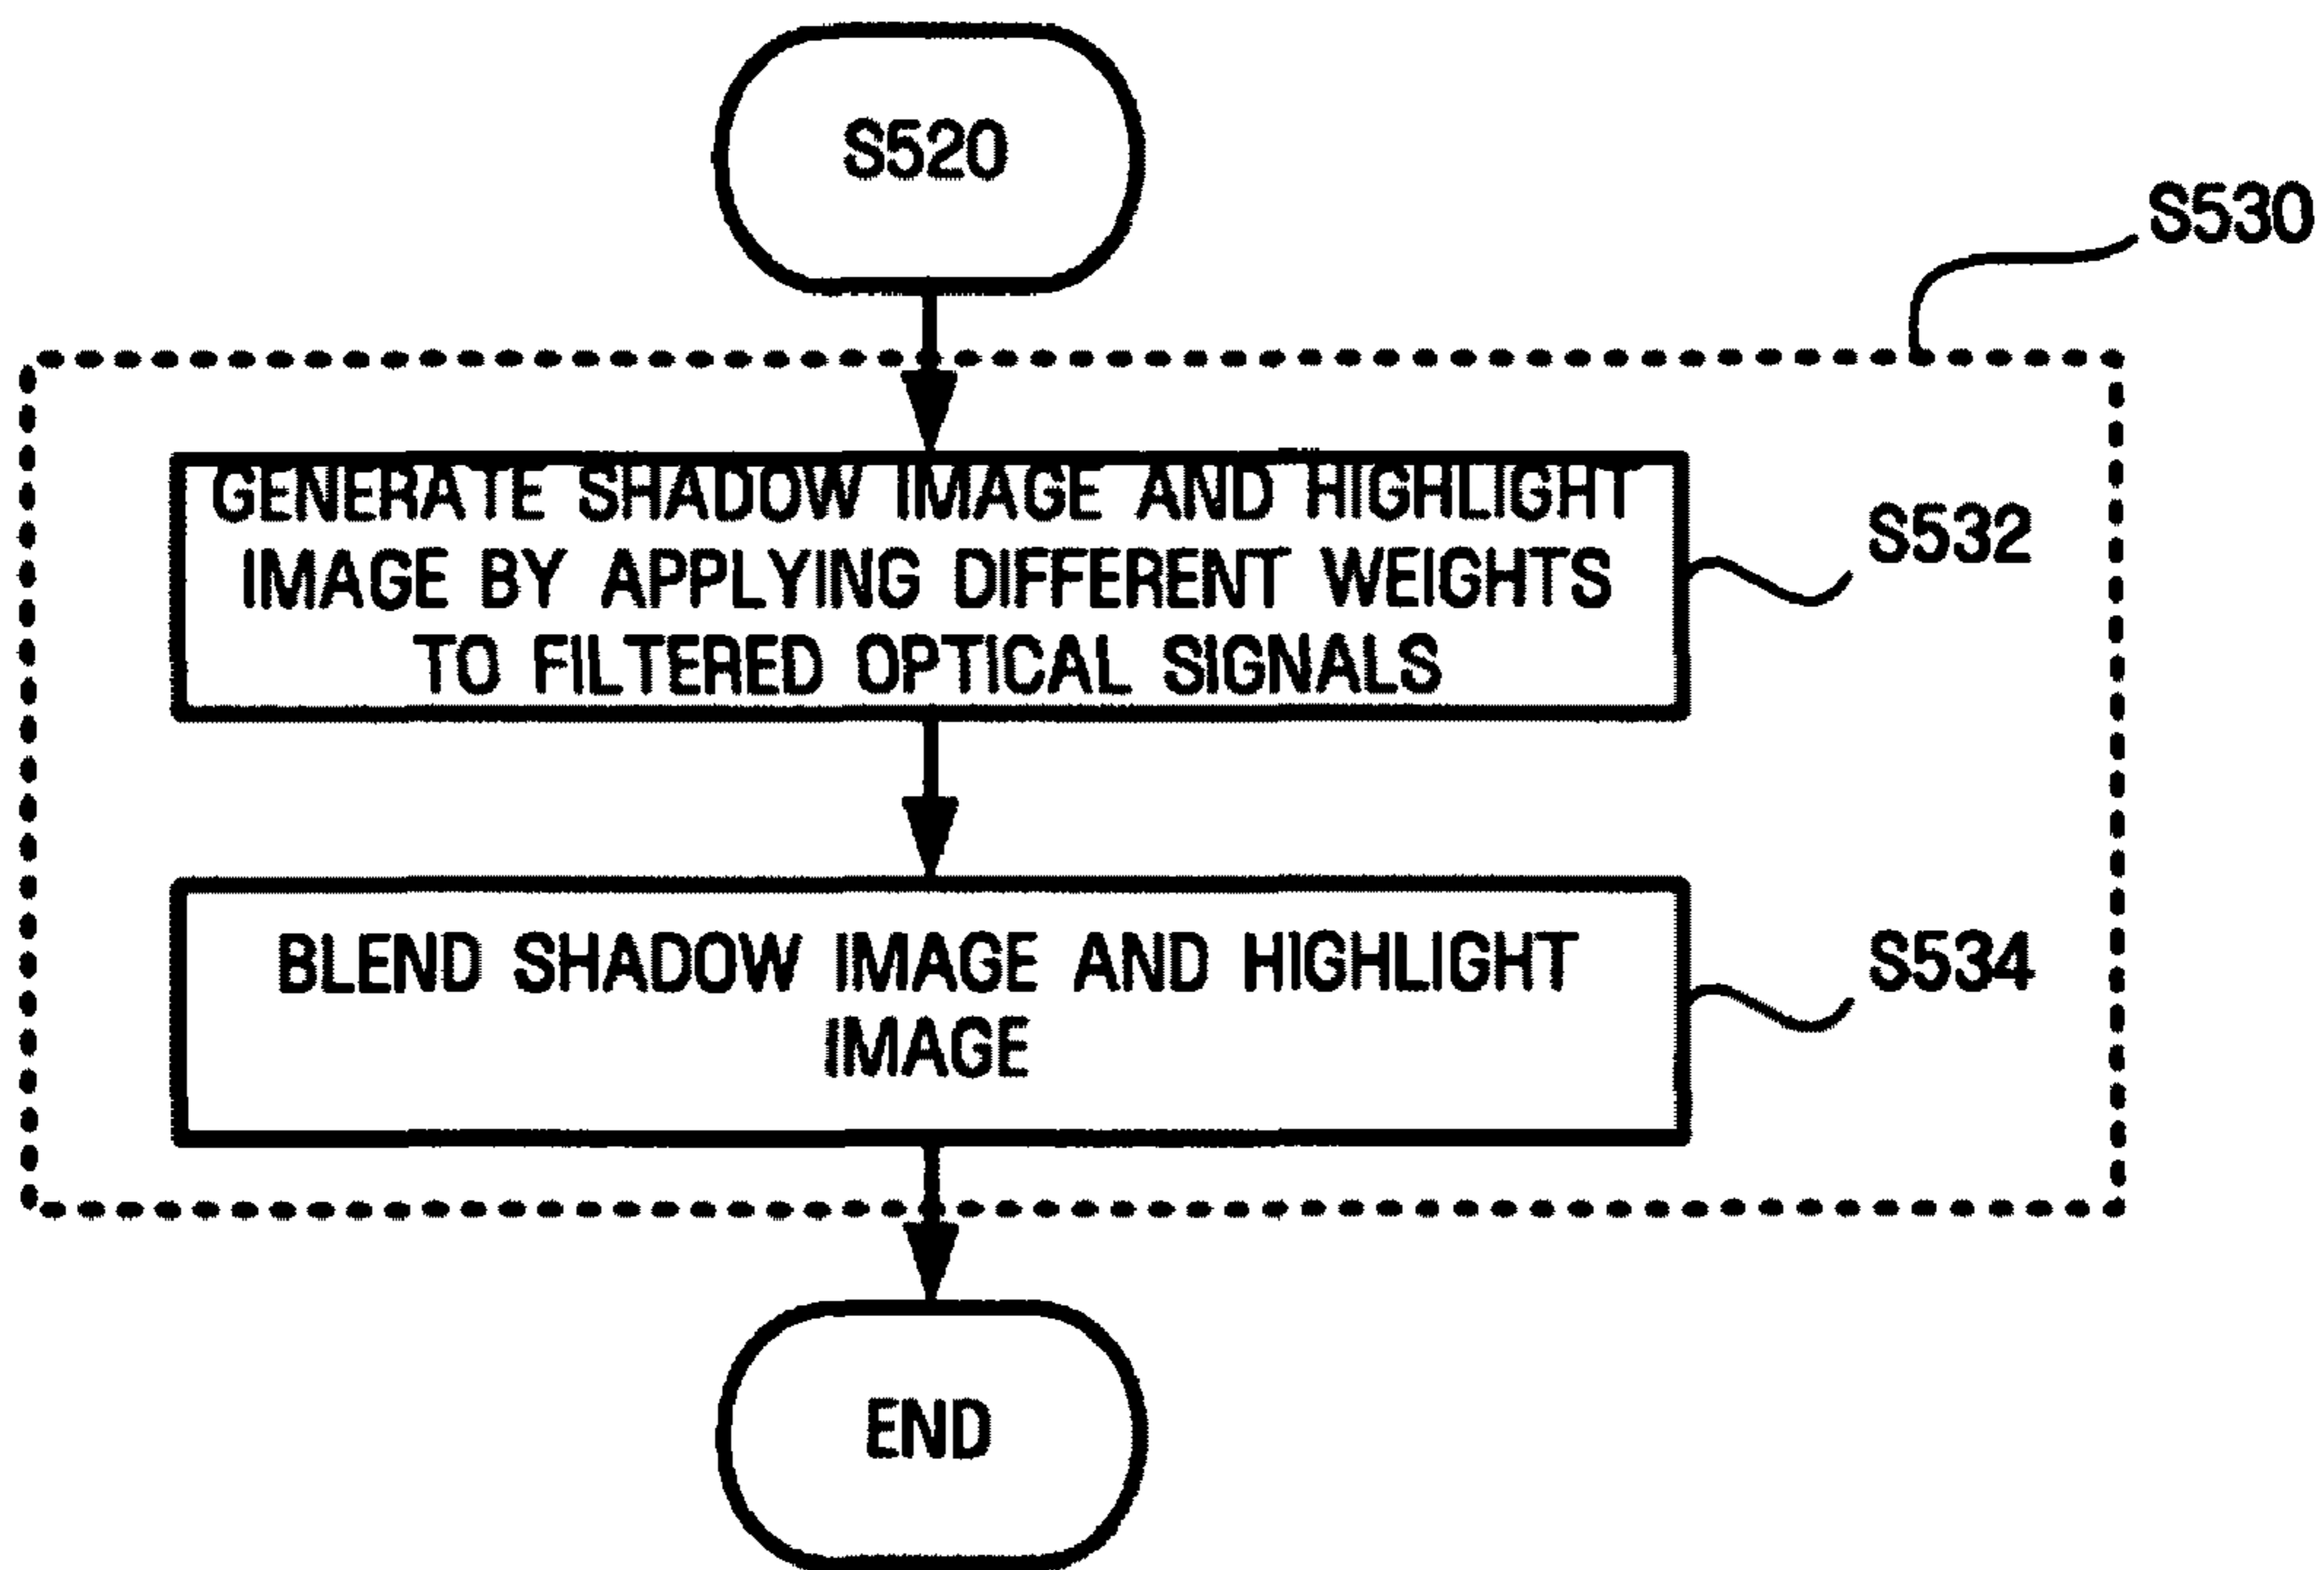 S520
S530
GENERATE SHADOW IMAGE AND HIGHLIGHT
IMAGE BY APPLYING DIFFERENT WEIGHTS
TO FILTERED OPTICAL SIGNALS
S532
BLEND SHADOW IMAGE AND HIGHLIGHT
IMAGE
S534
END